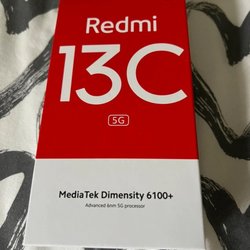 Redmi
13C
5G
MediaTek Dimensity 6100+
Advanced 6nm 5G processor